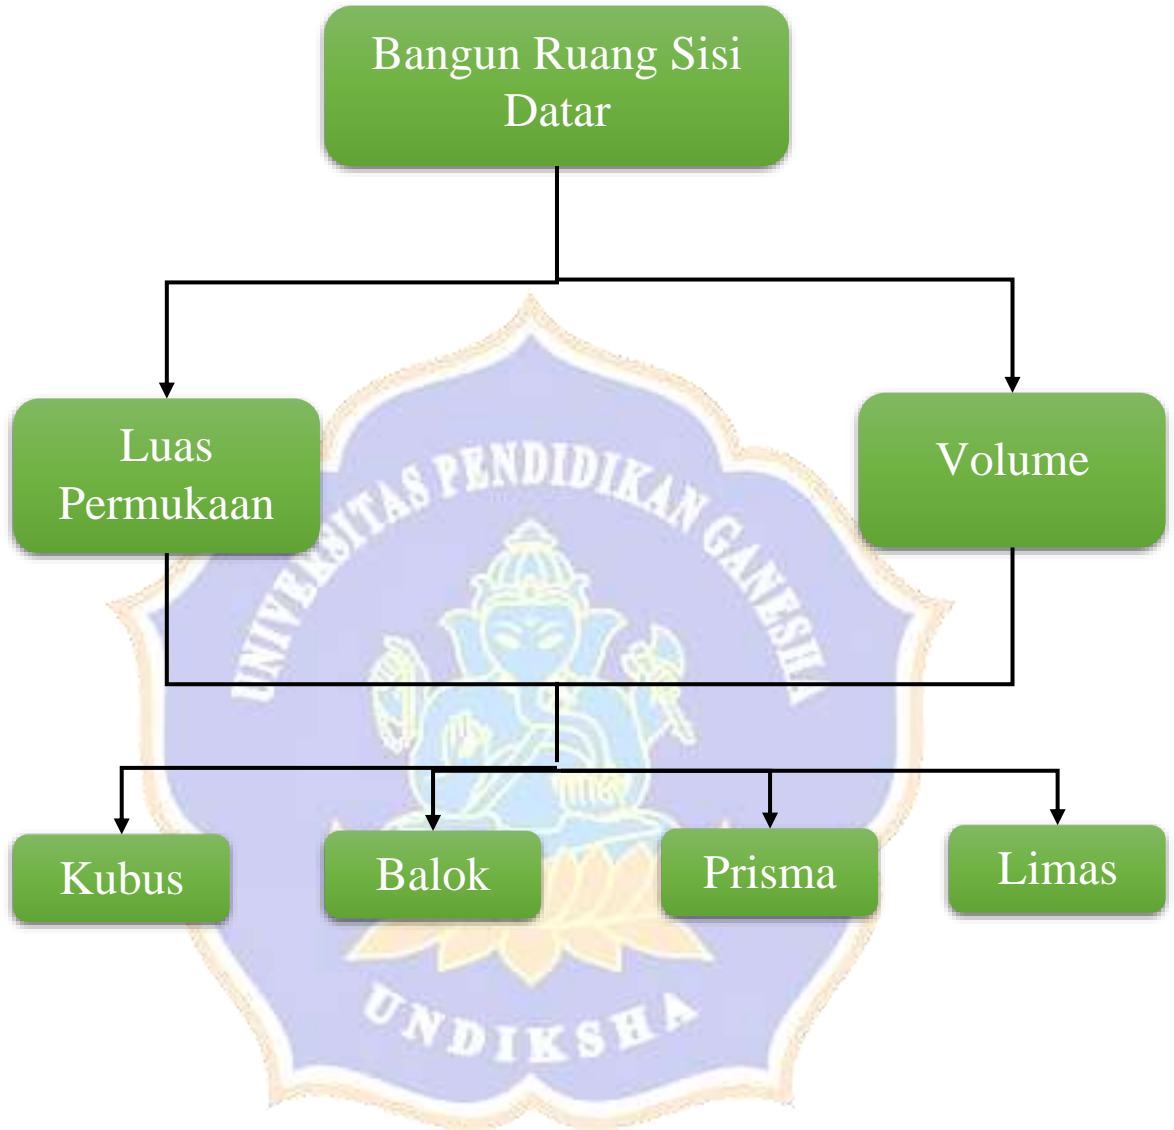 Bangun Ruang Sisi
Datar
Luas
Permukaan
Volume
UNIVERSITAS PENDIDIKAN GANESHA
Kubus
Balok
Prisma
Limas
UNDIKSHA